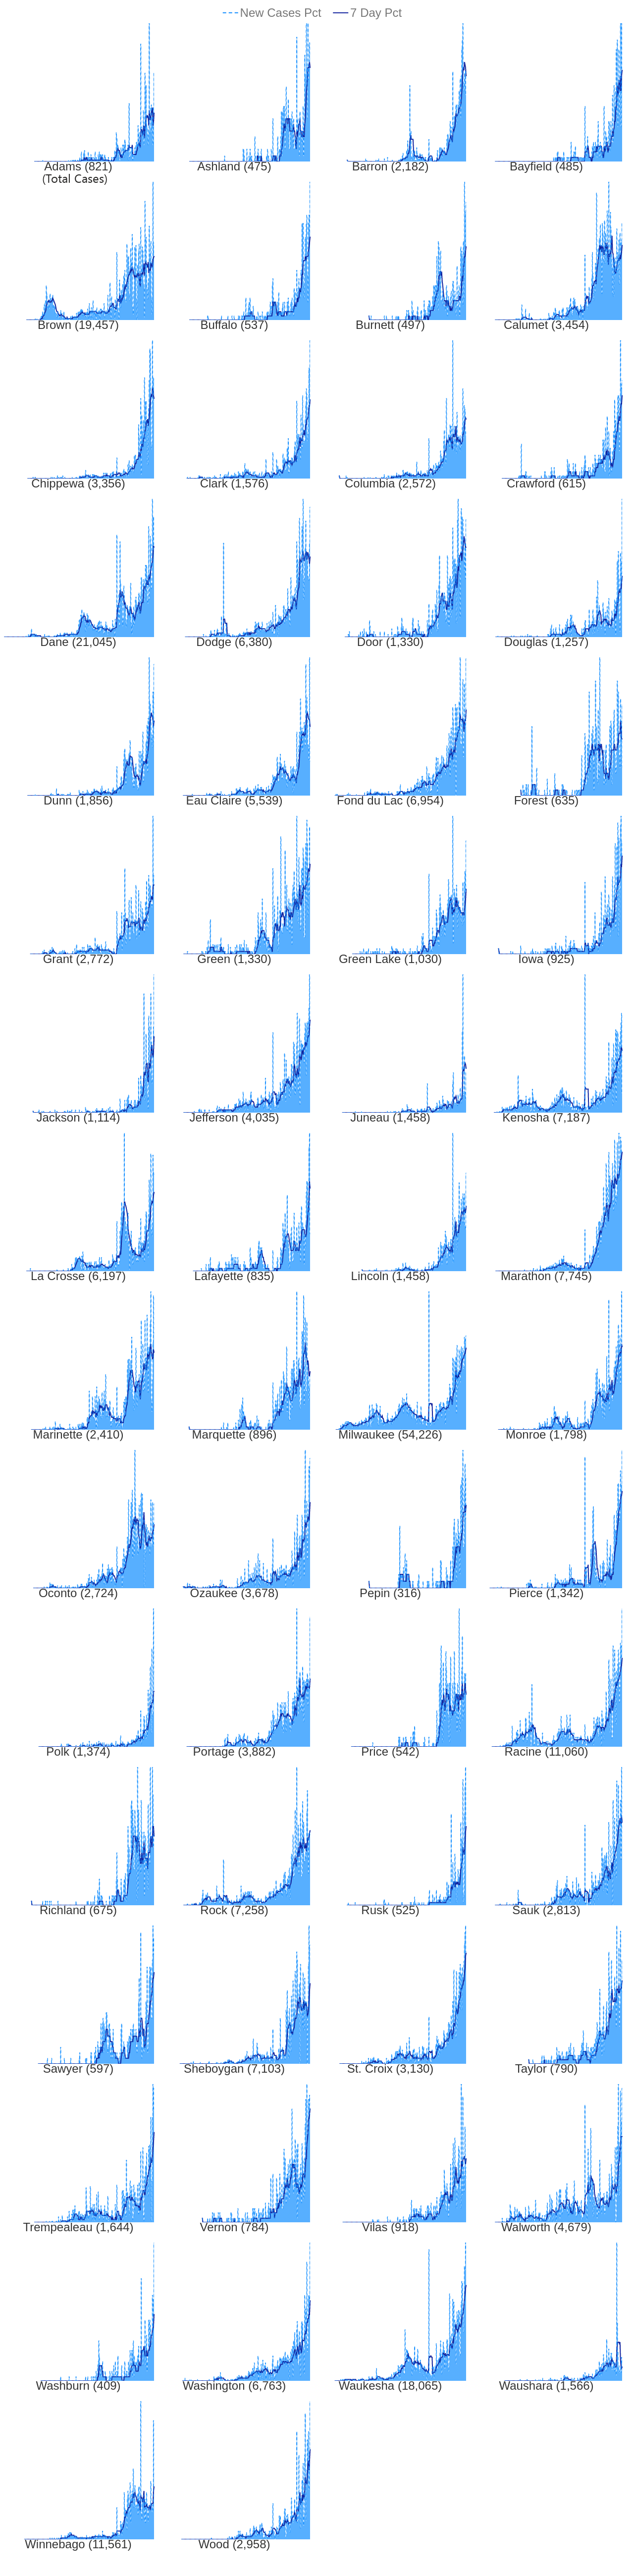 New Cases Pct 7 Day Pct
Adams (821) Ashland (475) Barron (2,182) Bayfield (485)
(Total Cases)
Brown (19,457) Buffalo (537) Burnett (497) Calumet (3,454)
Chippewa (3,356) Clark (1,576) Columbia (2,572) Crawford (615)
Dane (21,045) Dodge (6,380) Door (1,330) Douglas (1,257)
Dunn (1,856) Eau Claire (5,539) Fond du Lac (6,954) Forest (635)
Grant (2,772) Green (1,330) Green Lake (1,030) Iowa (925)
Jackson (1,114) Jefferson (4,035) Juneau (1,458) Kenosha (7,187)
La Crosse (6,197) Lafayette (835) Lincoln (1,458) Marathon (7,745)
Marinette (2,410) Marquette (896) Milwaukee (54,226) Monroe (1,798)
Oconto (2,724) Ozaukee (3,678) Pepin (316) Pierce (1,342)
Polk (1,374) Portage (3,882) Price (542) Racine (11,060)
Richland (675) Rock (7,258) Rusk (525) Sauk (2,813)
Sawyer (597) Sheboygan (7,103) St. Croix (3,130) Taylor (790)
Trempealeau (1,644) Vernon (784) Vilas (918) Walworth (4,679)
Washburn (409) Washington (6,763) Waukesha (18,065) Waushara (1,566)
Winnebago (11,561) Wood (2,958)